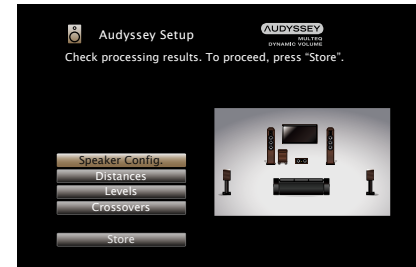 Audyssey Setup
AUDYSSEY
MULTEQ
DYNAMIC VOLUME
Check processing results. To proceed, press “Store”.
Speaker Config.
Distances
Levels
Crossovers
Store